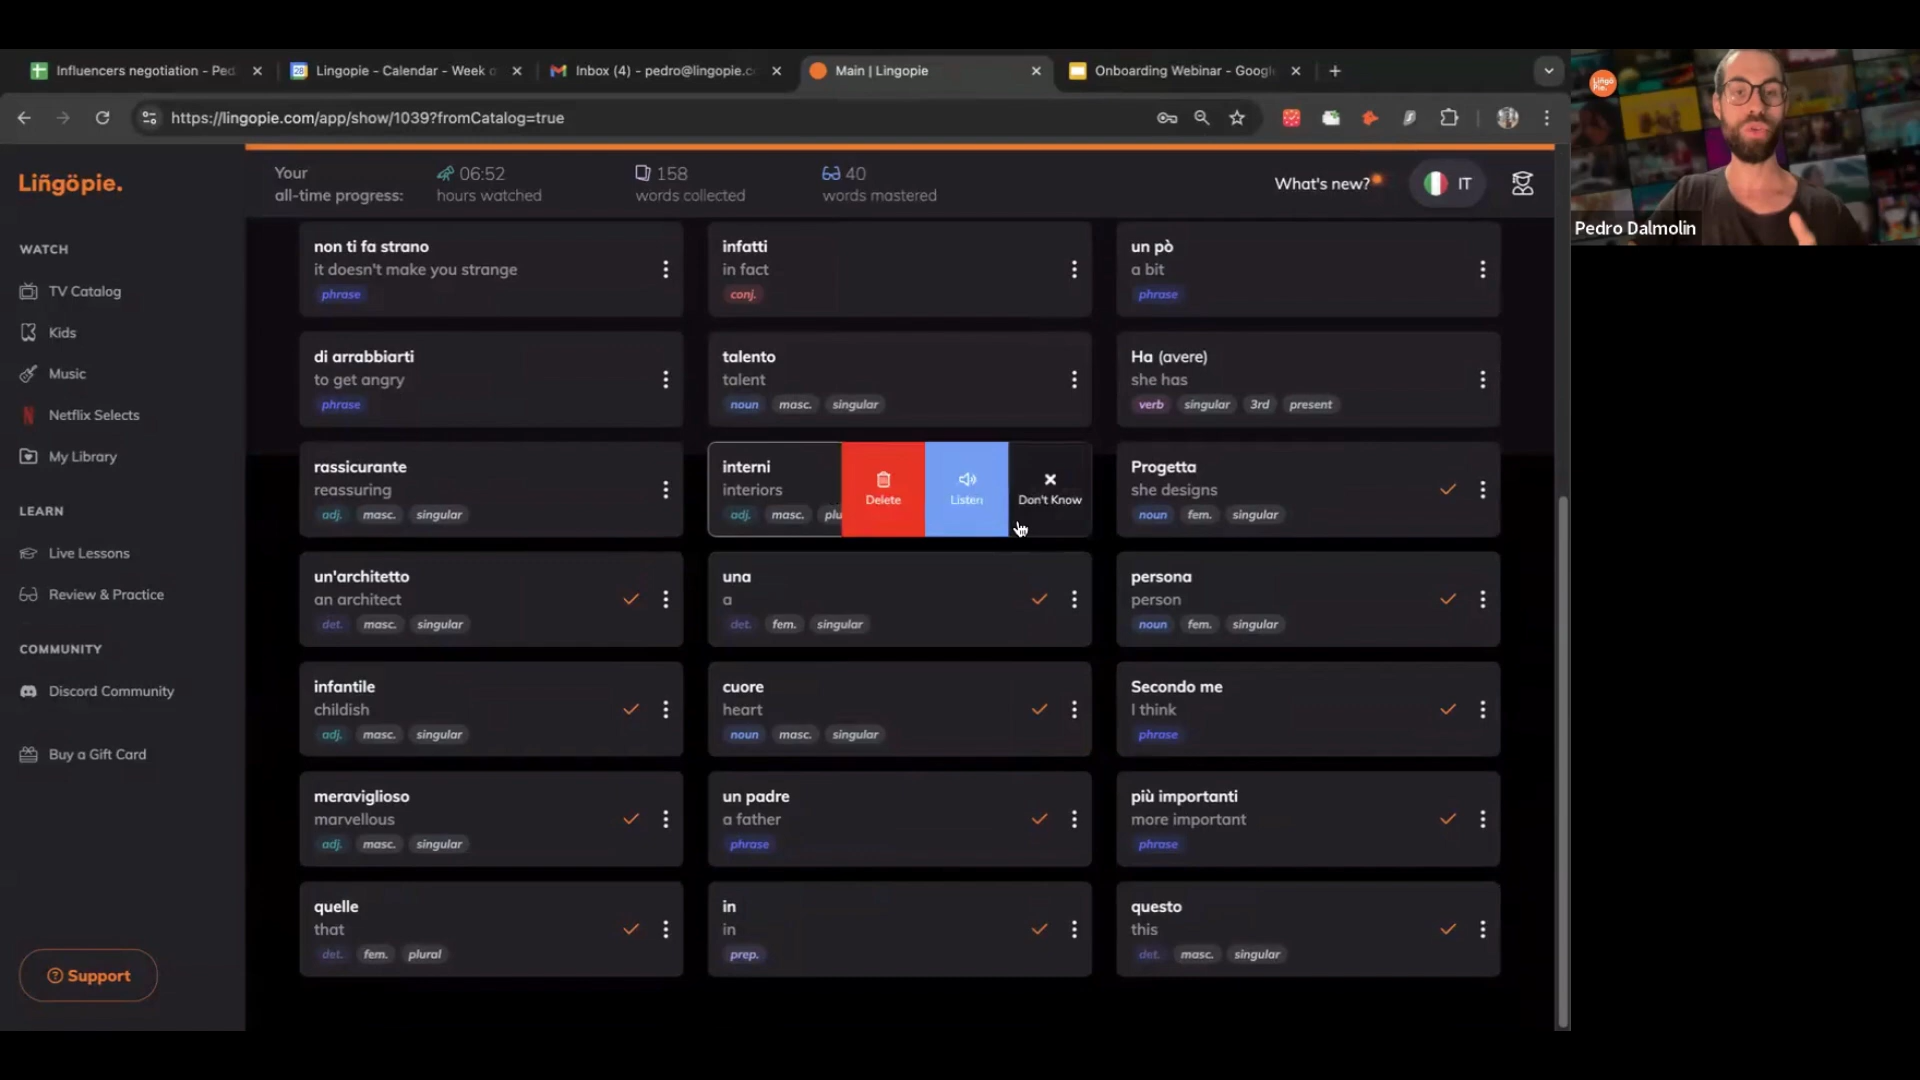 Influencers negotiation - Ped
Lingopie - Calendar - Week o
Inbox (4) - pedro@lingopie.c
Main | Lingopie
Onboarding Webinar - Googl
https://lingopie.com/app/show/1039?fromCatalog=true
Liñgöpie.
Your
all-time progress:
06:52
hours watched
158
words collected
40
words mastered
What's new?
IT
WATCH
TV Catalog
Kids
Music
Netflix Selects
My Library
LEARN
Live Lessons
Review & Practice
COMMUNITY
Discord Community
Buy a Gift Card
Support
non ti fa strano
it doesn't make you strange
phrase
infatti
in fact
conj.
un pò
a bit
phrase
di arrabbiarti
to get angry
phrase
talento
talent
noun masc. singular
Ha (avere)
she has
verb singular 3rd present
rassicurante
reassuring
adj. masc. singular
interni
interiors
adj. masc. plu
Delete
Listen
Don't Know
Progetta
she designs
noun fem. singular
un'architetto
an architect
det. masc. singular
una
a
det. fem. singular
persona
person
noun fem. singular
infantile
childish
adj. masc. singular
cuore
heart
noun masc. singular
Secondo me
I think
phrase
meraviglioso
marvellous
adj. masc. singular
un padre
a father
phrase
più importanti
more important
phrase
quelle
that
det. fem. plural
in
in
prep.
questo
this
det. masc. singular
Liñgö
Pie.
Pedro Dalmolin